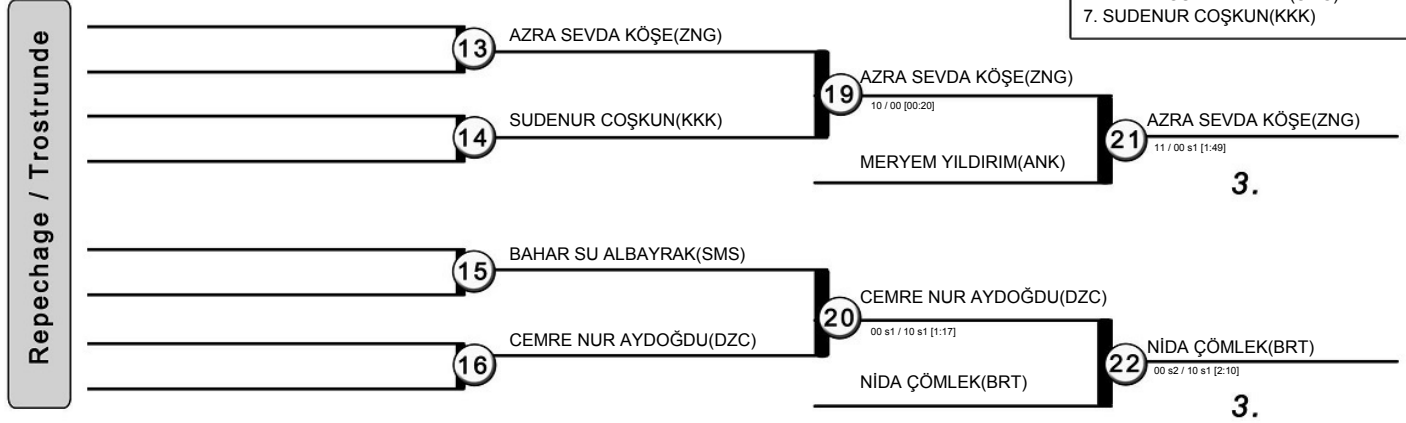 7. SUDENUR COŞKUN(KKK)
Repechage / Trostrunde
13
AZRA SEVDA KÖŞE(ZNG)
14
SUDENUR COŞKUN(KKK)
19
AZRA SEVDA KÖŞE(ZNG)
10 / 00 [00:20]
MERYEM YILDIRIM(ANK)
21
AZRA SEVDA KÖŞE(ZNG)
11 / 00 s1 [1:49]
3.
15
BAHAR SU ALBAYRAK(SMS)
16
CEMRE NUR AYDOĞDU(DZC)
20
CEMRE NUR AYDOĞDU(DZC)
00 s1 / 10 s1 [1:17]
NİDA ÇÖMLEK(BRT)
22
NİDA ÇÖMLEK(BRT)
00 s2 / 10 s1 [2:10]
3.